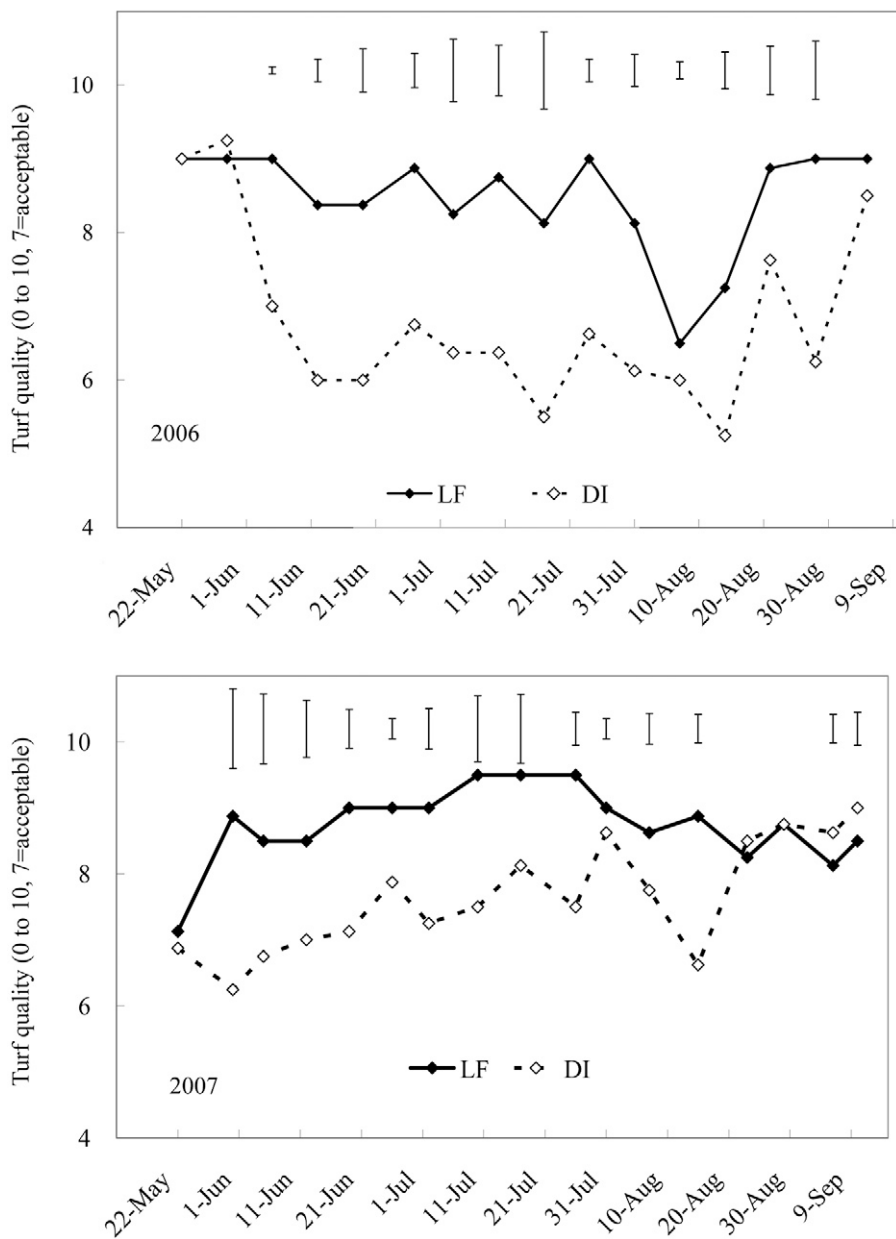 Turf quality (0 to 10, 7=acceptable)
10
8
6
4
2006
LF DI
22-May 1-Jun 11-Jun 21-Jun 1-Jul 11-Jul 21-Jul 31-Jul 10-Aug 20-Aug 30-Aug 9-Sep
Turf quality (0 to 10, 7=acceptable)
10
8
6
4
2007
LF DI
22-May 1-Jun 11-Jun 21-Jun 1-Jul 11-Jul 21-Jul 31-Jul 10-Aug 20-Aug 30-Aug 9-Sep